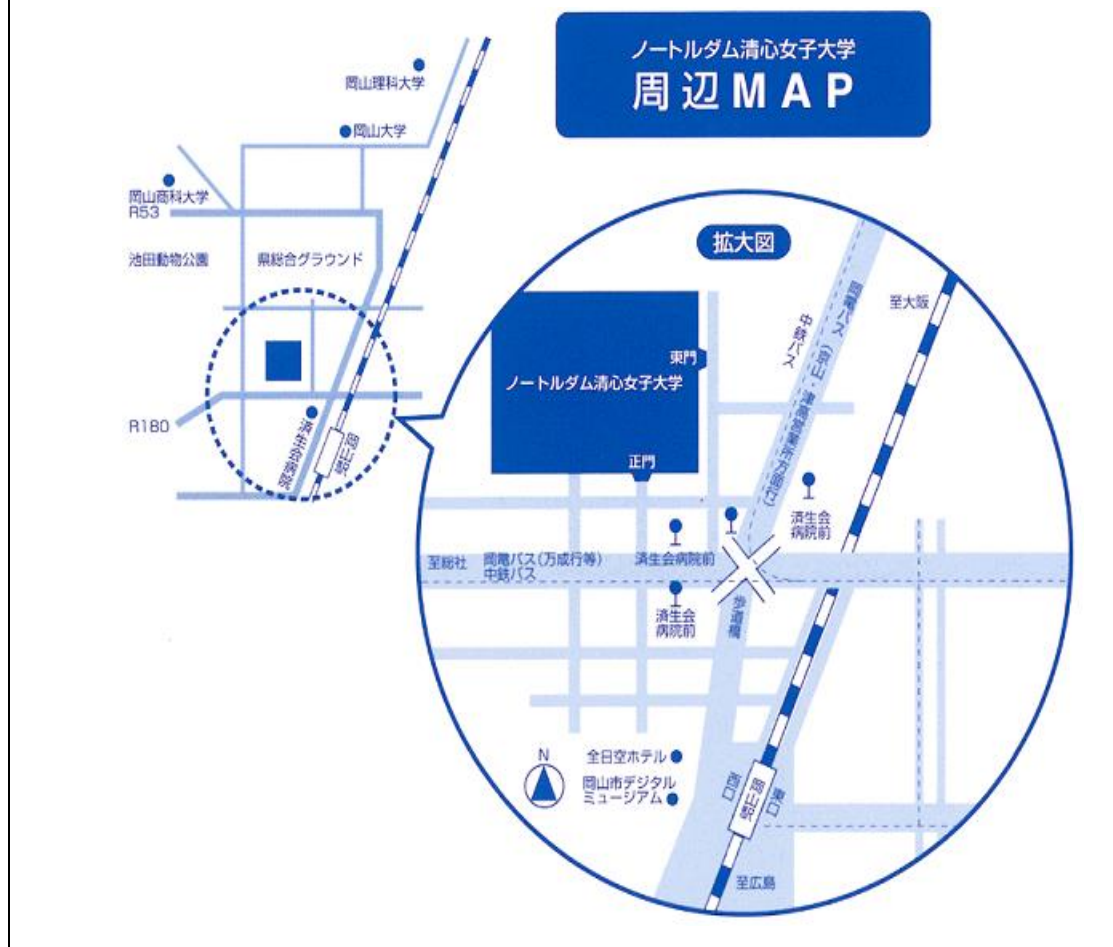 ノートルダム清心女子大学
周辺MAP
岡山理科大学
岡山大学
岡山商科大学
R53
池田動物公園
県総合グラウンド
R180
済生会病院
岡山駅
拡大図
至大阪
岡電バス(京山・津高営業所方面行)
中鉄バス
東門
ノートルダム清心女子大学
正門
済生会
病院前
至総社
岡電バス(万成行等)
中鉄バス
済生会病院前
済生会
病院前
歩道橋
N
全日空ホテル
岡山市デジタル
ミュージアム
西口
岡山駅
東口
至広島